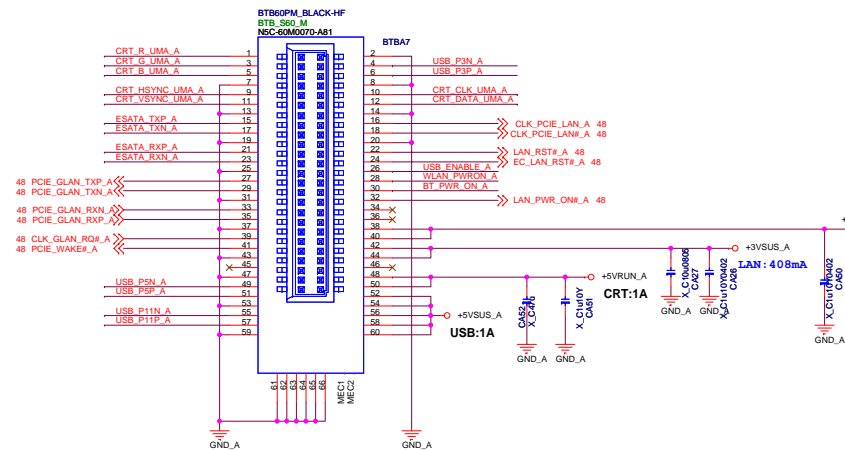 BTB60PM_BLACK-HF
BTB_S60_M
N5C-60M0070-A81
BTBA7
CRT_R_UMA_A 1
CRT_G_UMA_A 3
CRT_B_UMA_A 5
7
CRT_HSYNC_UMA_A 9
CRT_VSYNC_UMA_A 11
13
ESATA_TXP_A 15
ESATA_TXN_A 17
19
ESATA_RXP_A 21
ESATA_RXN_A 23
25
48 PCIE_GLAN_TXP_A 27
48 PCIE_GLAN_TXN_A 29
31
48 PCIE_GLAN_RXN_A 33
48 PCIE_GLAN_RXP_A 35
37
48 CLK_GLAN_RQ#_A 39
48 PCIE_WAKE#_A 41
43
45
47
USB_P5N_A 49
USB_P5P_A 51
53
USB_P11N_A 55
USB_P11P_A 57
59
2
4 USB_P3N_A
6 USB_P3P_A
8
10 CRT_CLK_UMA_A
12 CRT_DATA_UMA_A
14
16 CLK_PCIE_LAN_A 48
18 CLK_PCIE_LAN#_A 48
20
22 LAN_RST#_A 48
24 EC_LAN_RST#_A 48
26 USB_ENABLE_A
28 WLAN_PWRON_A
30 BT_PWR_ON_A
32 LAN_PWR_ON#_A 48
34
36
38
40
42 +3VSUS_A
44
46
48 +5VRUN_A
50
52
54
56 +5VSUS_A
58
60
+
LAN:408mA
CRT:1A
USB:1A
X_C10u0805
CA27
X_C1u10Y0402
CA26
X_C1u10Y0402
CA50
CA52
X_C47u
X_C1u10Y
CA51
GND_A
GND_A
GND_A
GND_A
GND_A
61
62
63
64
65
66
MEC1
MEC2
GND_A
GND_A